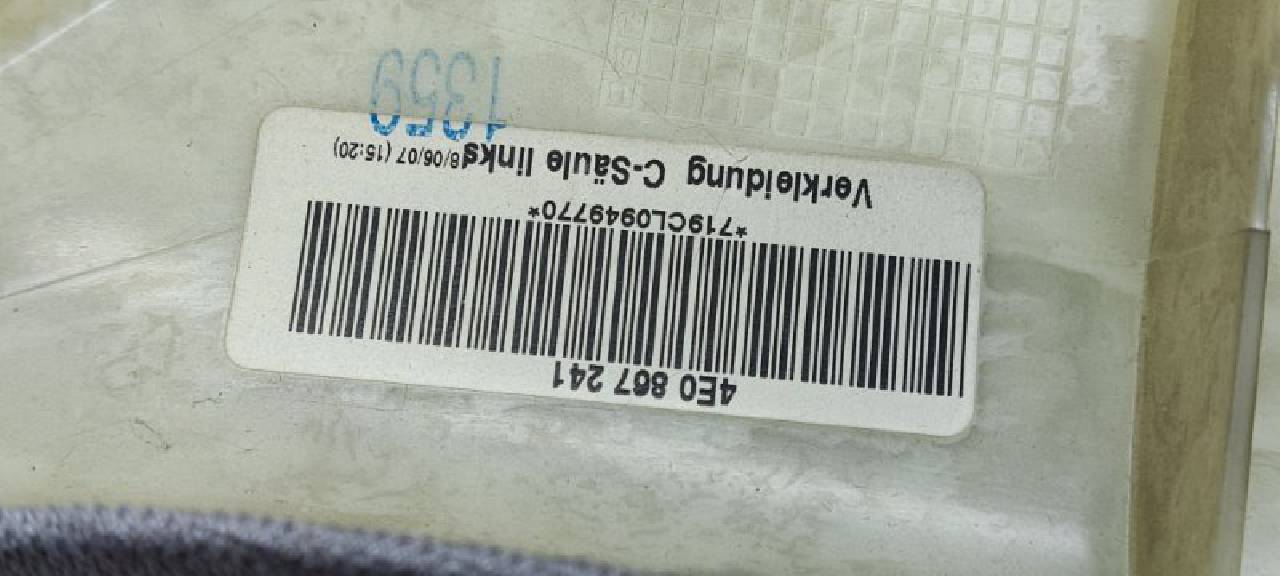 4E0 867 241
*719CL0949770*
Verkleidung C-Säule links 8/06/07 (15:20)
1359